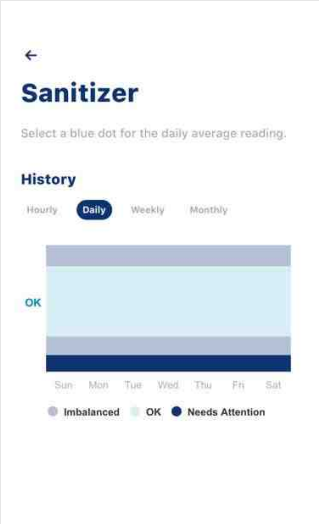 Sanitizer
Select a blue dot for the daily average reading.
History
Hourly Daily Weekly Monthly
OK
Sun Mon Tue Wed Thu Fri Sat
Imbalanced OK Needs Attention